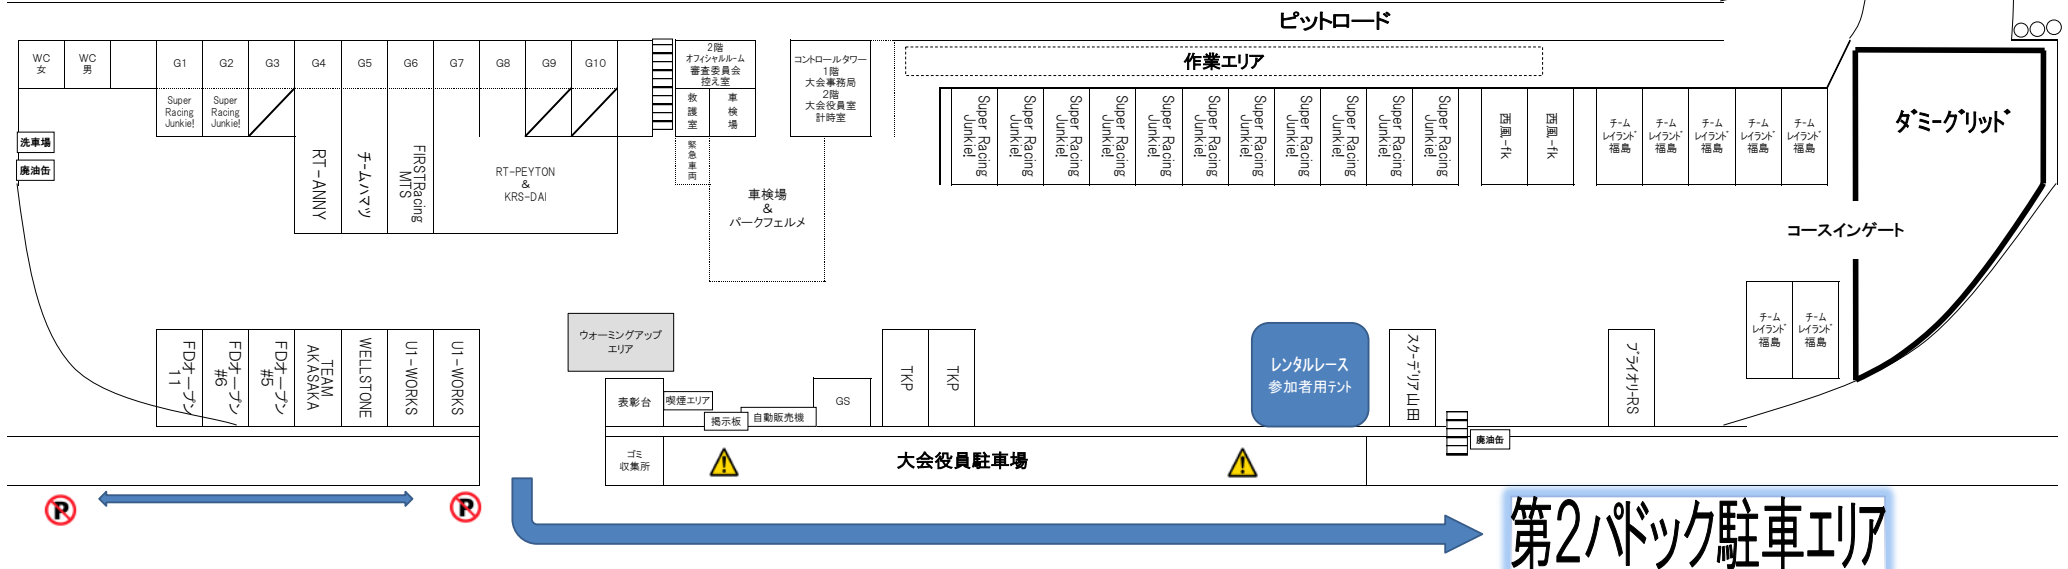 ピットロード
作業エリア
WC
女
WC
男
G1
G2
G3
G4
G5
G6
G7
G8
G9
G10
2階
オフィシャルルーム
審査委員会
控え室
コントロールタワー
1階
大会事務局
2階
大会役員室
計時室
Super
Racing
Junkie!
Super
Racing
Junkie!
救護室
車検場
緊急車両
洗車場
廃油缶
RT-ANNY
チームハマツ
FIRSTRacing
MTS
RT-PEYTON
&
KRS-DAI
車検場
&
パークフェルメ
Super Racing
Junkie!
Super Racing
Junkie!
Super Racing
Junkie!
Super Racing
Junkie!
Super Racing
Junkie!
Super Racing
Junkie!
Super Racing
Junkie!
Super Racing
Junkie!
Super Racing
Junkie!
Super Racing
Junkie!
Super Racing
Junkie!
西風-fk
西風-fk
チーム
レイランド
福島
チーム
レイランド
福島
チーム
レイランド
福島
チーム
レイランド
福島
チーム
レイランド
福島
ダミーグリッド
コースインゲート
チーム
レイランド
福島
チーム
レイランド
福島
FDオープン
11
FDオープン
#6
FDオープン
#5
TEAM
AKASAKA
WELLSTONE
U1-WORKS
U1-WORKS
ウォーミングアップ
エリア
表彰台
喫煙エリア
掲示板
自動販売機
GS
TKP
TKP
レンタルレース
参加者用テント
スクーデリア山田
プライオリ-RS
廃油缶
ゴミ
収集所
大会役員駐車場
第2パドック駐車エリア